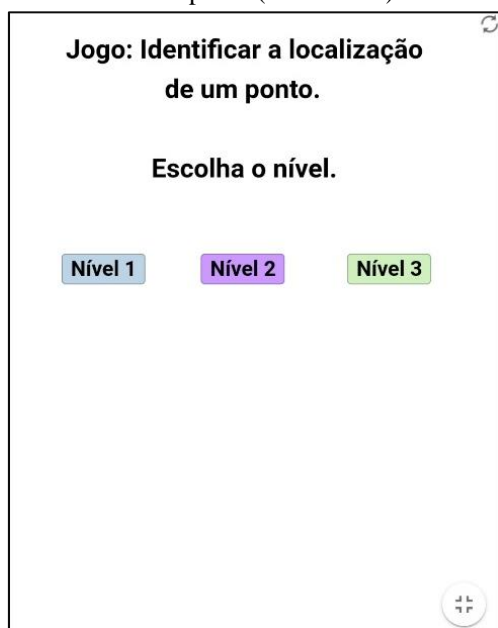 Jogo: Identificar a localização
de um ponto.
Escolha o nível.
Nível 1 Nível 2 Nível 3